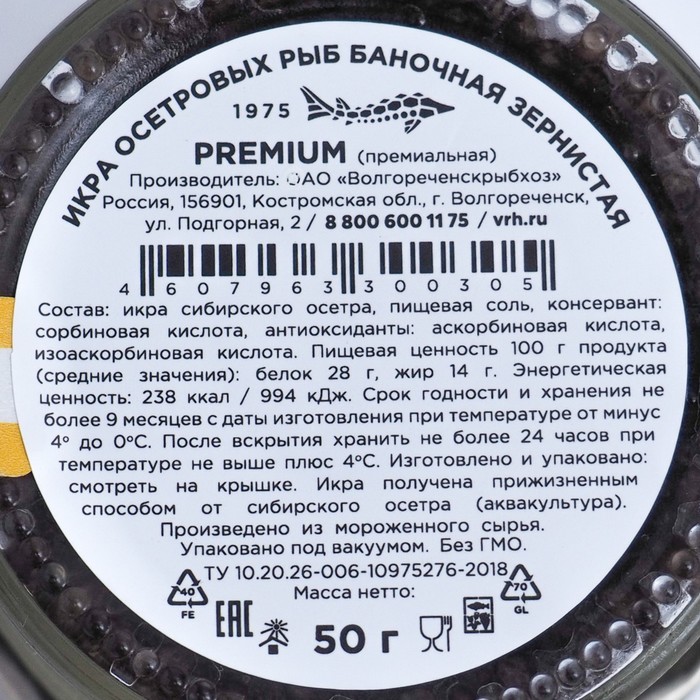 ИКРА ОСЕТРОВЫХ РЫБ БАНОЧНАЯ ЗЕРНИСТАЯ
1975
PREMIUM (премиальная)
Производитель: ОАО «Волгореченскрыбхоз»
Россия, 156901, Костромская обл., г. Волгореченск,
ул. Подгорная, 2 / 8 800 600 11 75 / vrh.ru
4 607963 300305
Состав: икра сибирского осетра, пищевая соль, консервант:
сорбиновая кислота, антиоксиданты: аскорбиновая кислота,
изоаскорбиновая кислота. Пищевая ценность 100 г продукта
(средние значения): белок 28 г, жир 14 г. Энергетическая
ценность: 238 ккал / 994 кДж. Срок годности и хранения не
более 9 месяцев с даты изготовления при температуре от минус
4° до 0°С. После вскрытия хранить не более 24 часов при
температуре не выше плюс 4°С. Изготовлено и упаковано:
смотреть на крышке. Икра получена прижизненным
способом от сибирского осетра (аквакультура).
Произведено из мороженного сырья.
Упаковано под вакуумом. Без ГМО.
ТУ 10.20.26-006-10975276-2018
Масса нетто:
40
FE
EAC
50 г
70
GL